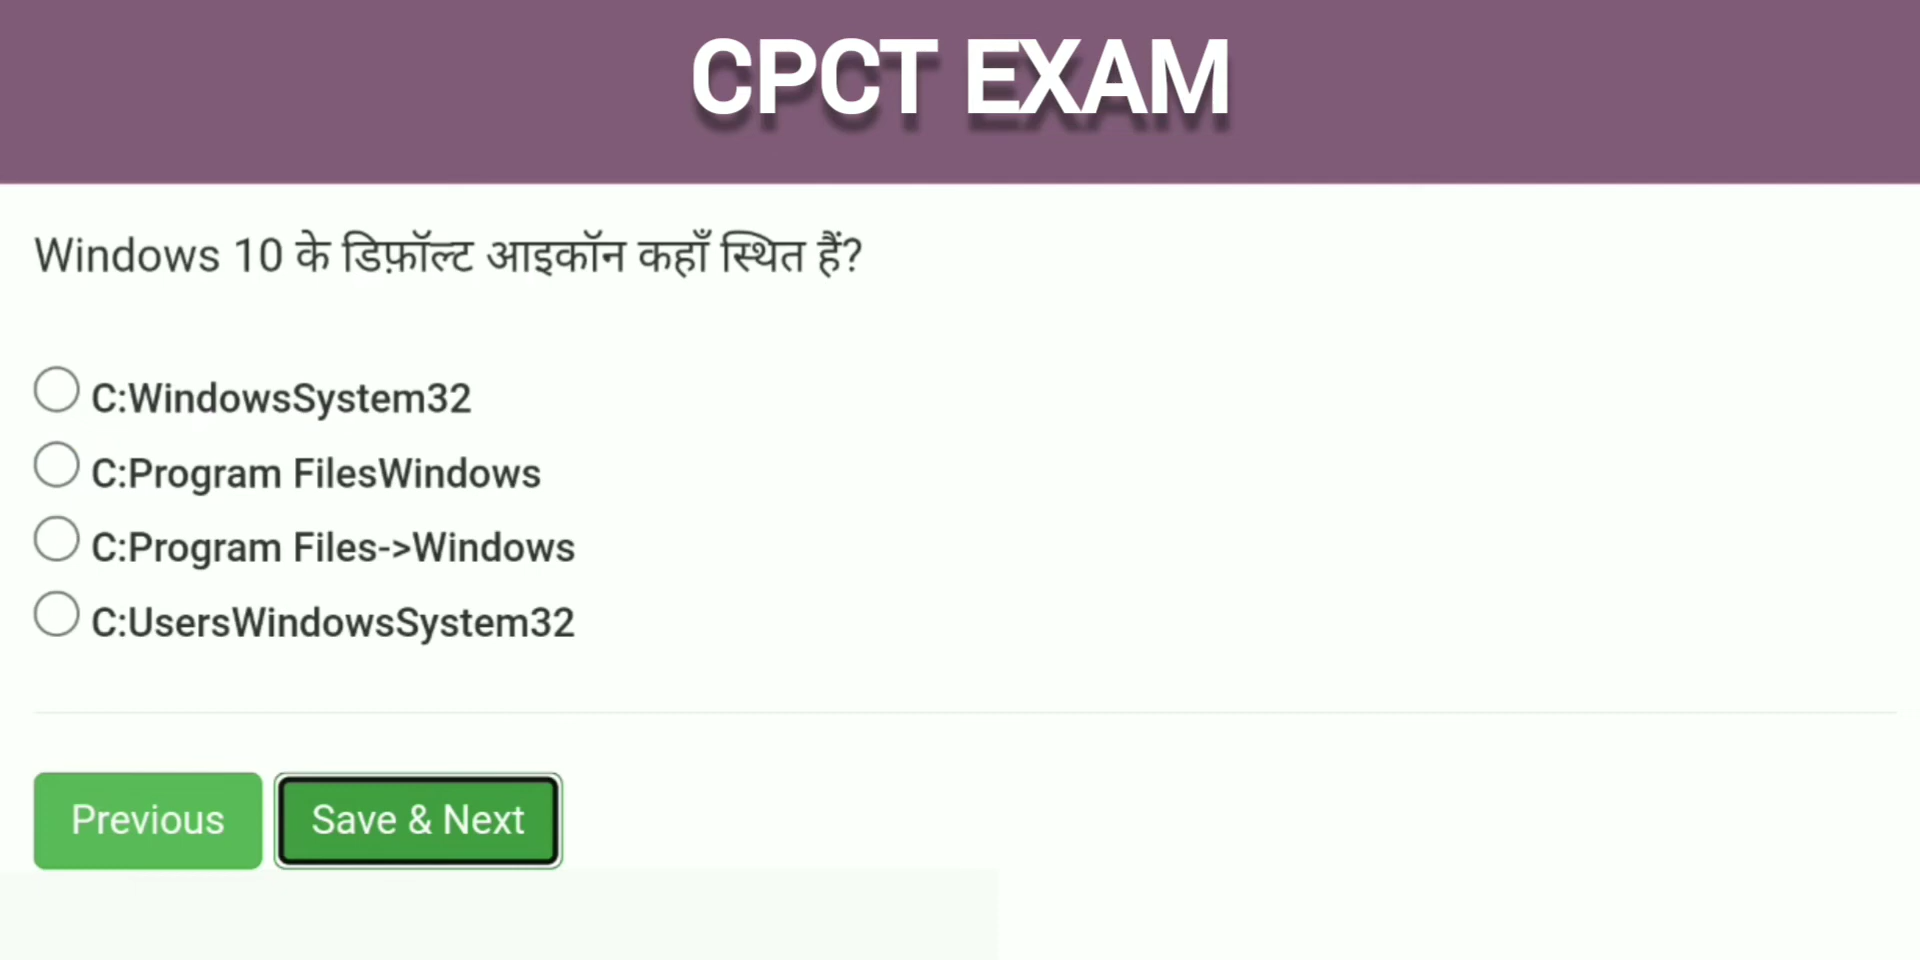 CPCT EXAM
Windows 10 के डिफ़ॉल्ट आइकॉन कहाँ स्थित हैं?
C:WindowsSystem32
C:Program FilesWindows
C:Program Files->Windows
C:UsersWindowsSystem32
Previous
Save & Next